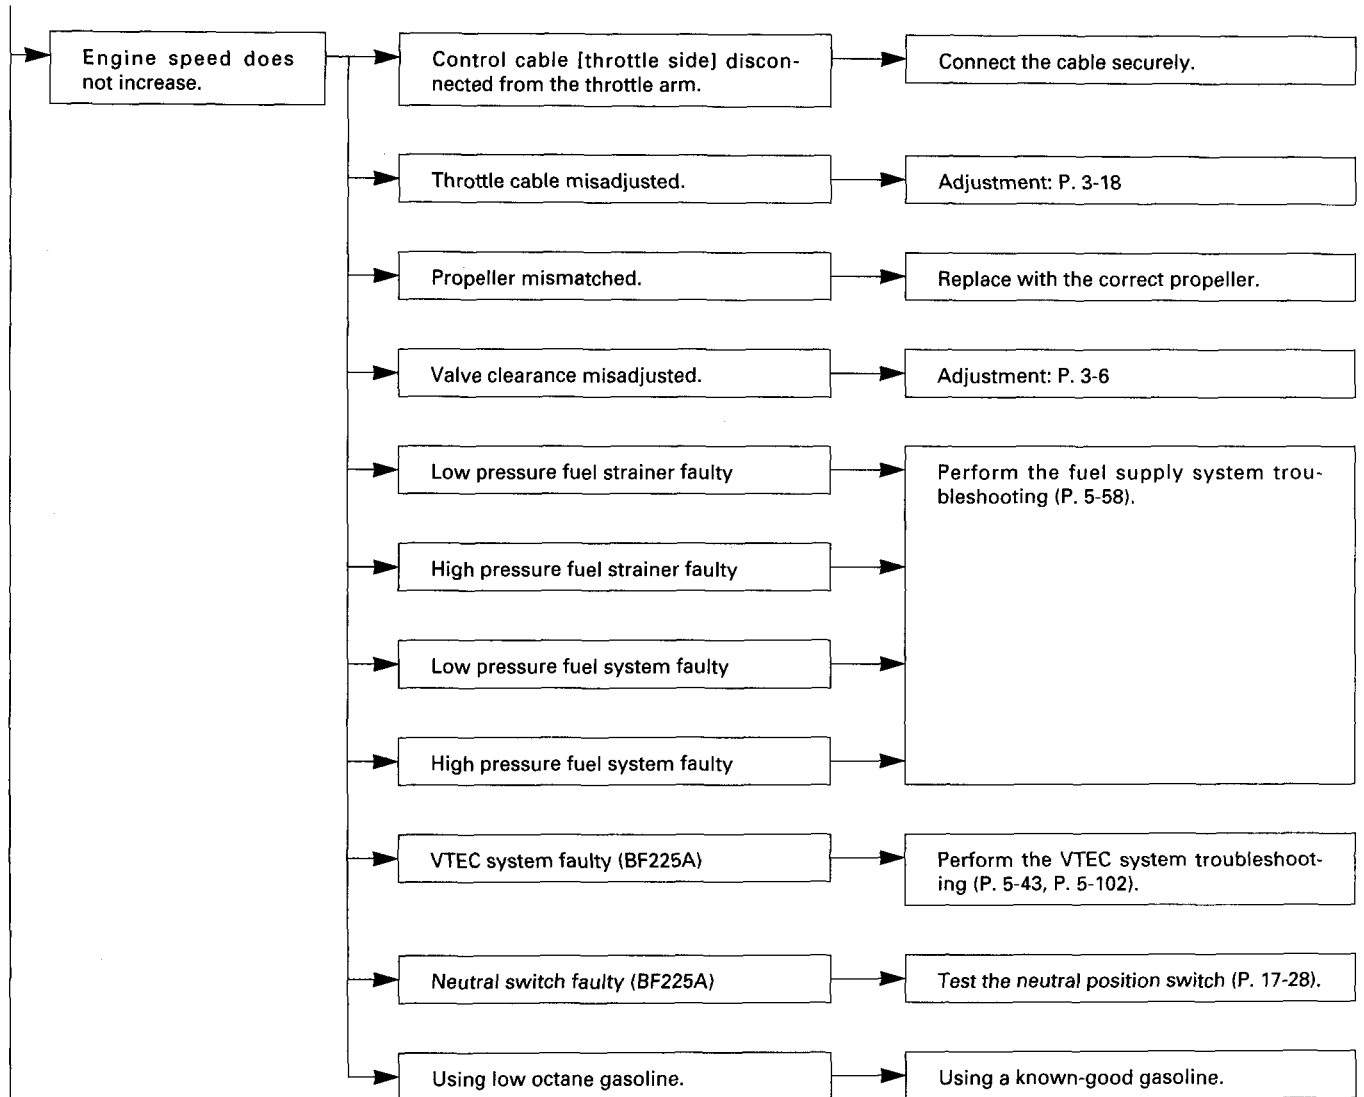 Engine speed does
not increase.
Control cable [throttle side] discon-
nected from the throttle arm.
Connect the cable securely.
Throttle cable misadjusted.
Adjustment: P. 3-18
Propeller mismatched.
Replace with the correct propeller.
Valve clearance misadjusted.
Adjustment: P. 3-6
Low pressure fuel strainer faulty
Perform the fuel supply system trou-
bleshooting (P. 5-58).
High pressure fuel strainer faulty
Low pressure fuel system faulty
High pressure fuel system faulty
VTEC system faulty (BF225A)
Perform the VTEC system troubleshoot-
ing (P. 5-43, P. 5-102).
Neutral switch faulty (BF225A)
Test the neutral position switch (P. 17-28).
Using low octane gasoline.
Using a known-good gasoline.